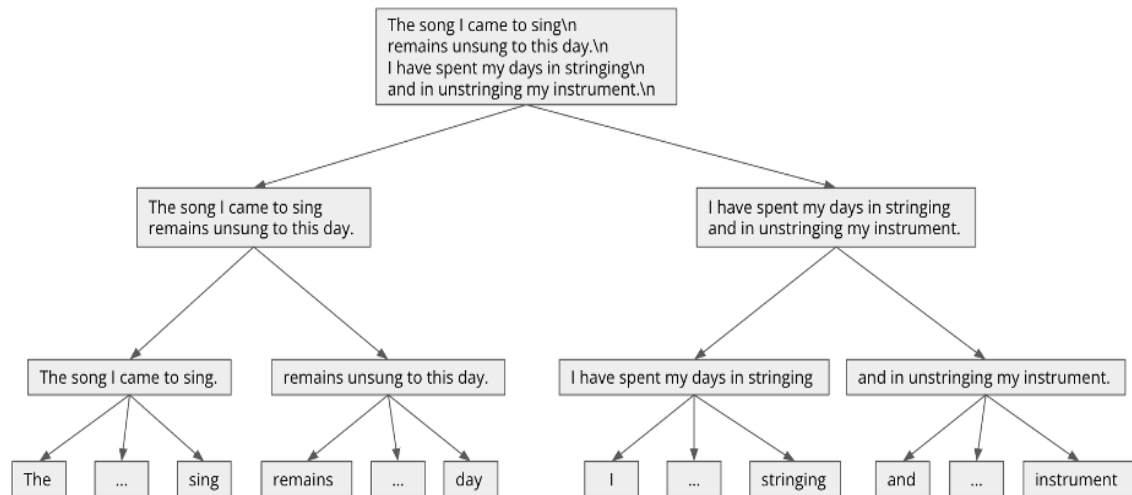 The song I came to sing\n
remains unsung to this day.\n
I have spent my days in stringing\n
and in unstringing my instrument.\n
The song I came to sing
remains unsung to this day.
I have spent my days in stringing
and in unstringing my instrument.
The song I came to sing.
remains unsung to this day.
I have spent my days in stringing
and in unstringing my instrument.
The
...
sing
remains
...
day
I
...
stringing
and
...
instrument